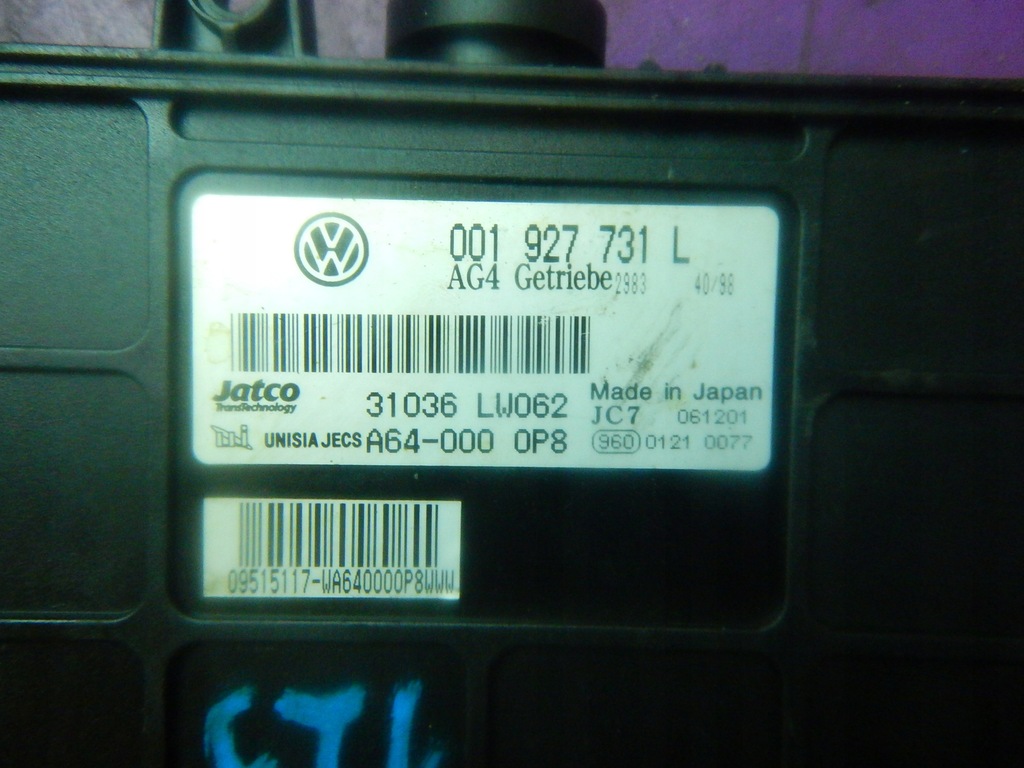 001 927 731 L
AG4 Getriebe 2983 40/98
Jatco
TransTechnology
31036 LW062
Made in Japan
JC7 061201
UNISIA JECS A64-000 0P8
960 0121 0077
09515117-WA640000P8WWW